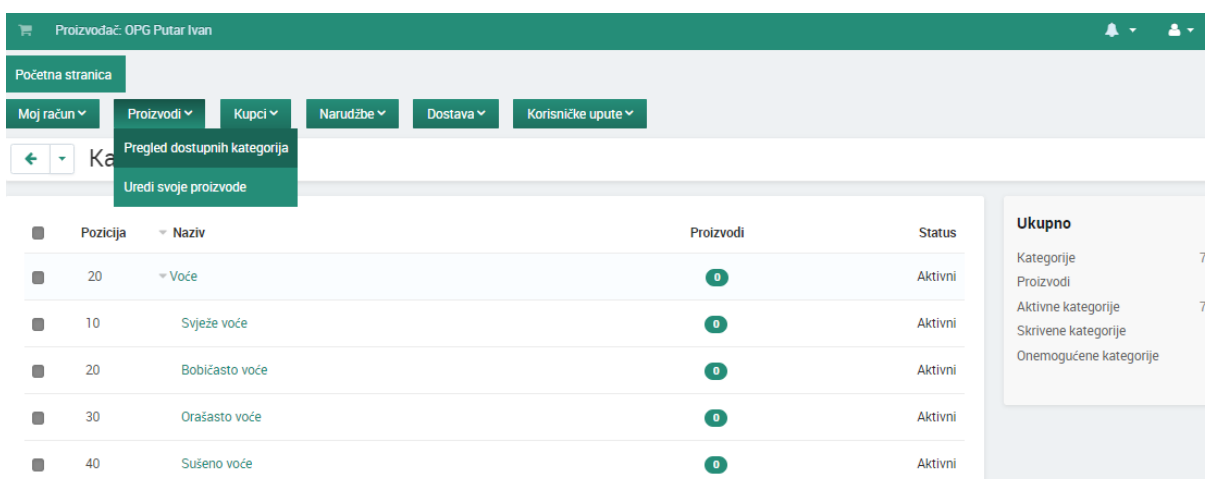 Proizvođač: OPG Putar Ivan
Početna stranica
Moj račun Proizvodi Kupci Narudžbe Dostava Korisničke upute
Ka
Pregled dostupnih kategorija
Uredi svoje proizvode
Pozicija Naziv Proizvodi Status
20 Voće 0 Aktivni
10 Svježe voće 0 Aktivni
20 Bobičasto voće 0 Aktivni
30 Orašasto voće 0 Aktivni
40 Sušeno voće 0 Aktivni
Ukupno
Kategorije 7
Proizvodi
Aktivne kategorije 7
Skrivene kategorije
Onemogućene kategorije